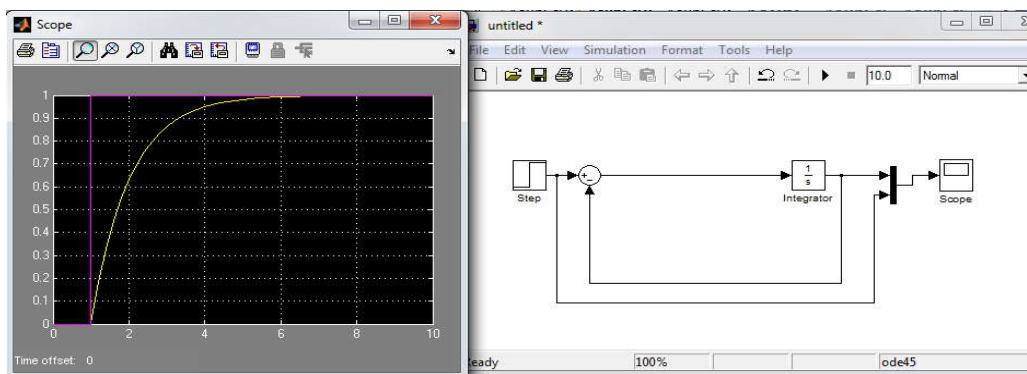 Scope
1
0.9
0.8
0.7
0.6
0.5
0.4
0.3
0.2
0.1
0
0 2 4 6 8 10
Time offset: 0
untitled *
File Edit View Simulation Format Tools Help
10.0 Normal
+
-
1
s
Step
Integrator
Scope
Ready 100% ode45